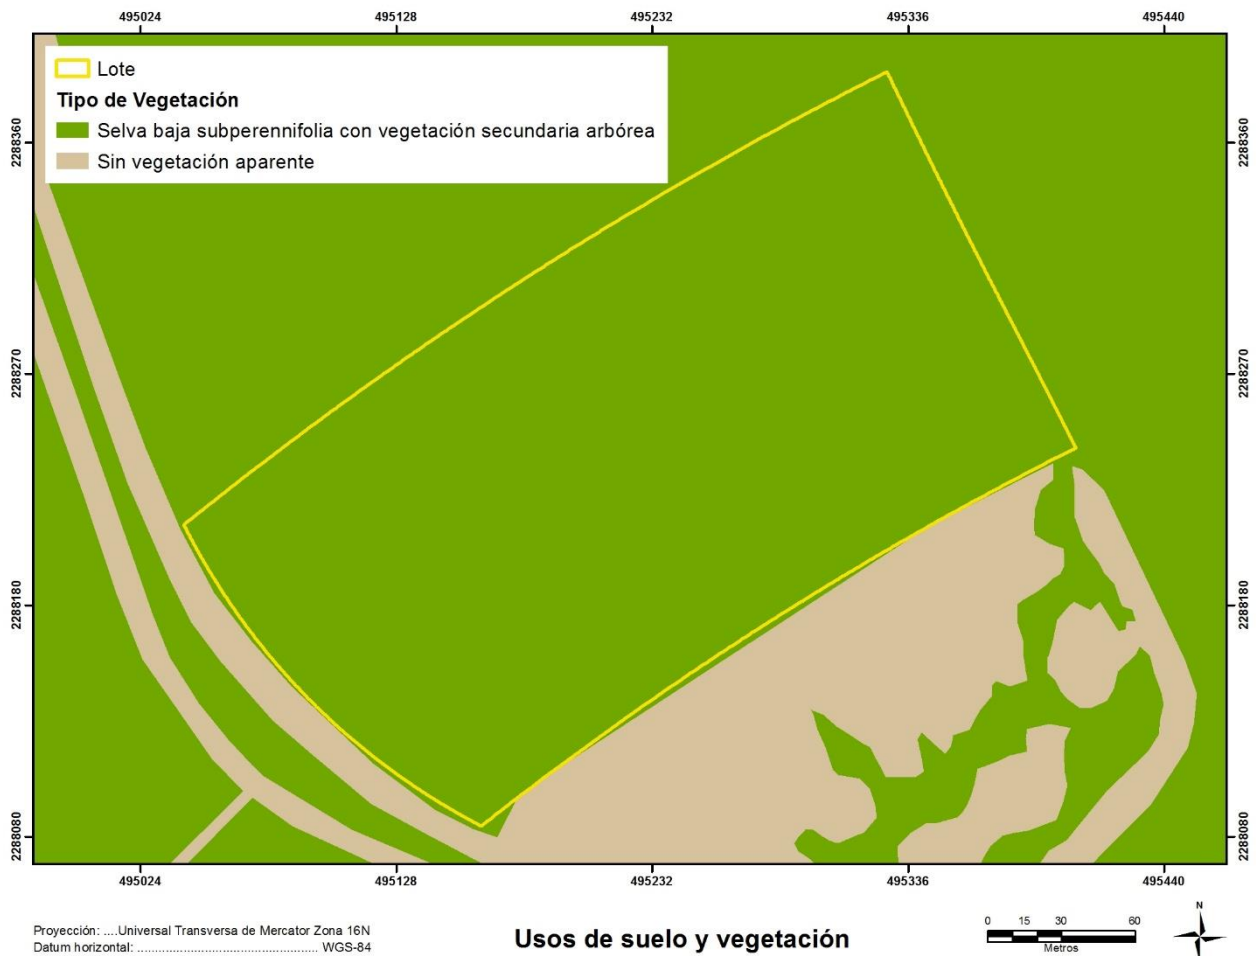 495024 495128 495232 495336 495440
Lote
Tipo de Vegetación
Selva baja subperennifolia con vegetación secundaria arbórea
Sin vegetación aparente
2288360 2288360
2288270 2288270
2288180 2288180
2288080 2288080
495024 495128 495232 495336 495440
Proyección: ....Universal Transversa de Mercator Zona 16N
Datum horizontal: .................................................. WGS-84
Usos de suelo y vegetación
0 15 30 60
Metros
N